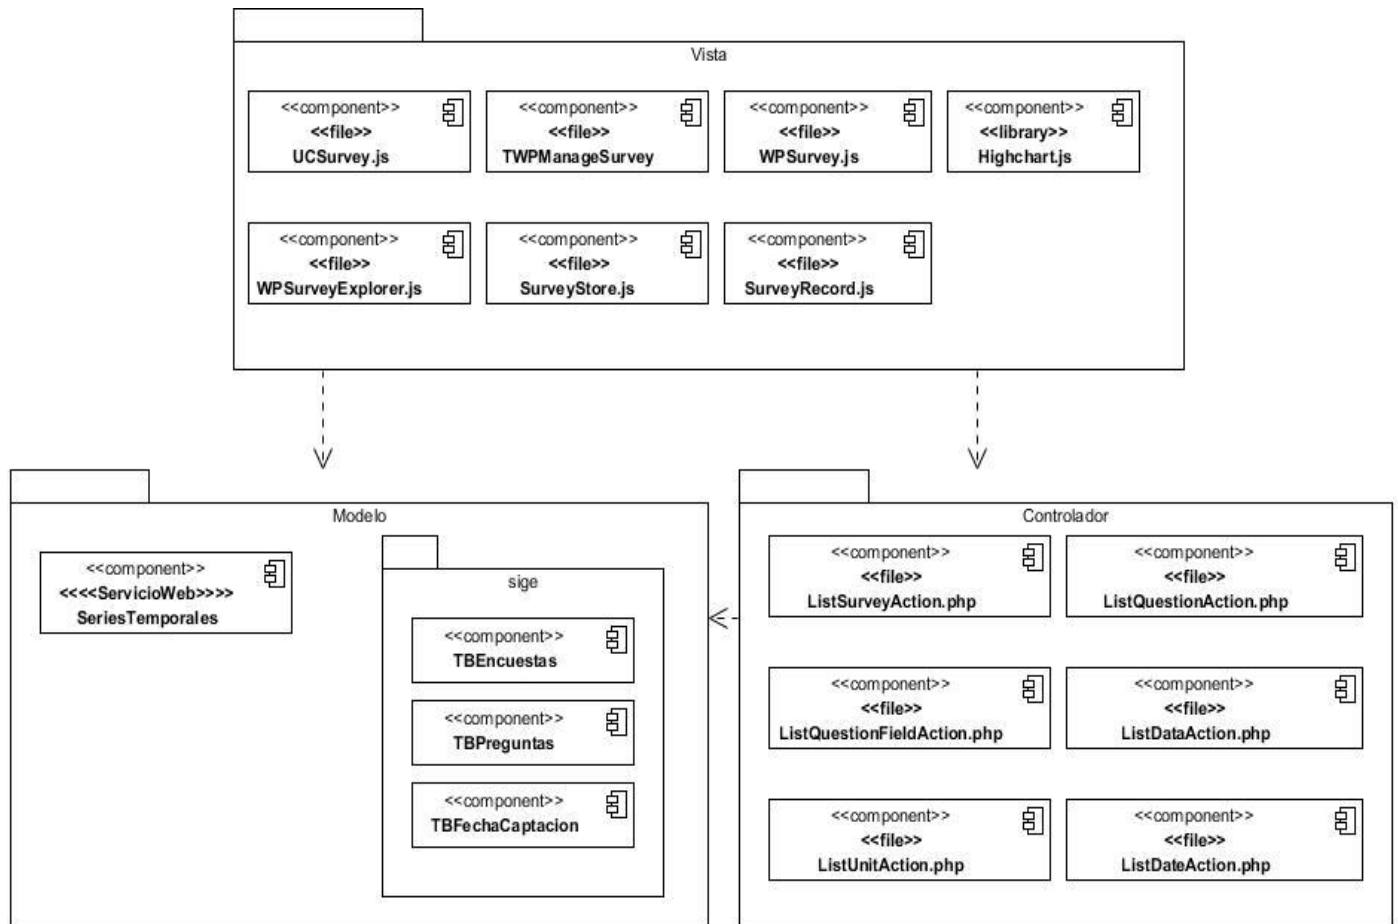 Vista
<<component>>
<<file>>
UCSurvey.js
<<component>>
<<file>>
TWPManageSurvey
<<component>>
<<file>>
WPSurvey.js
<<component>>
<<library>>
Highchart.js
<<component>>
<<file>>
WPSurveyExplorer.js
<<component>>
<<file>>
SurveyStore.js
<<component>>
<<file>>
SurveyRecord.js
Modelo
<<component>>
<<<<ServicioWeb>>>>
SeriesTemporales
sige
<<component>>
TBEncuestas
<<component>>
TBPreguntas
<<component>>
TBFechaCaptacion
Controlador
<<component>>
<<file>>
ListSurveyAction.php
<<component>>
<<file>>
ListQuestionAction.php
<<component>>
<<file>>
ListQuestionFieldAction.php
<<component>>
<<file>>
ListDataAction.php
<<component>>
<<file>>
ListUnitAction.php
<<component>>
<<file>>
ListDateAction.php